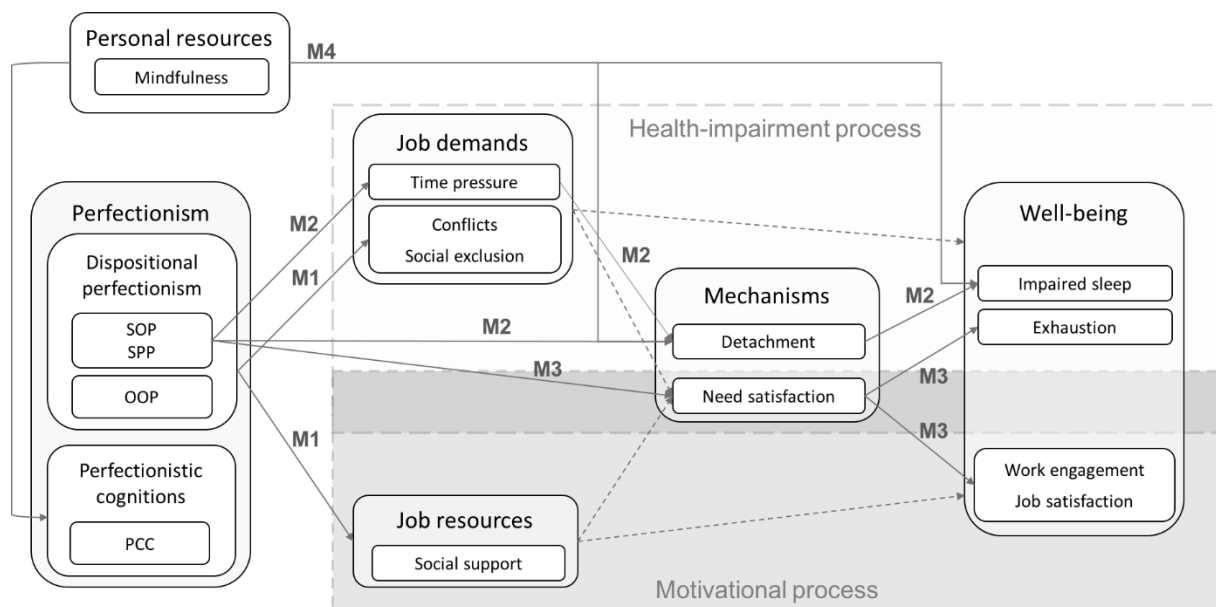 Personal resources
Mindfulness
M4
Health-impairment process
Job demands
Time pressure
Conflicts
Social exclusion
M2
M1
M2
Perfectionism
Dispositional
perfectionism
SOP
SPP
OOP
M2
M3
M1
Mechanisms
Detachment
Need satisfaction
M2
M3
M3
Well-being
Impaired sleep
Exhaustion
Work engagement
Job satisfaction
Perfectionistic
cognitions
PCC
Job resources
Social support
Motivational process